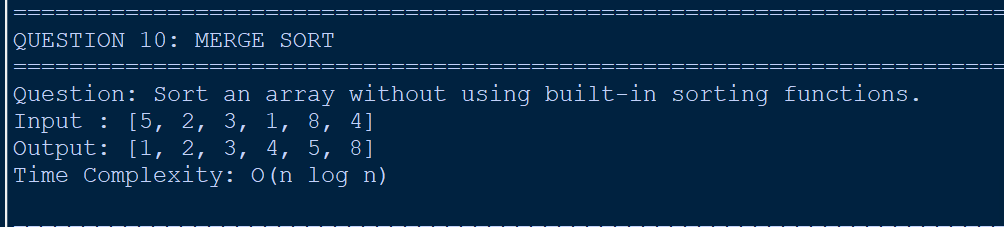 ================================================================================
QUESTION 10: MERGE SORT
================================================================================
Question: Sort an array without using built-in sorting functions.
Input : [5, 2, 3, 1, 8, 4]
Output: [1, 2, 3, 4, 5, 8]
Time Complexity: O(n log n)